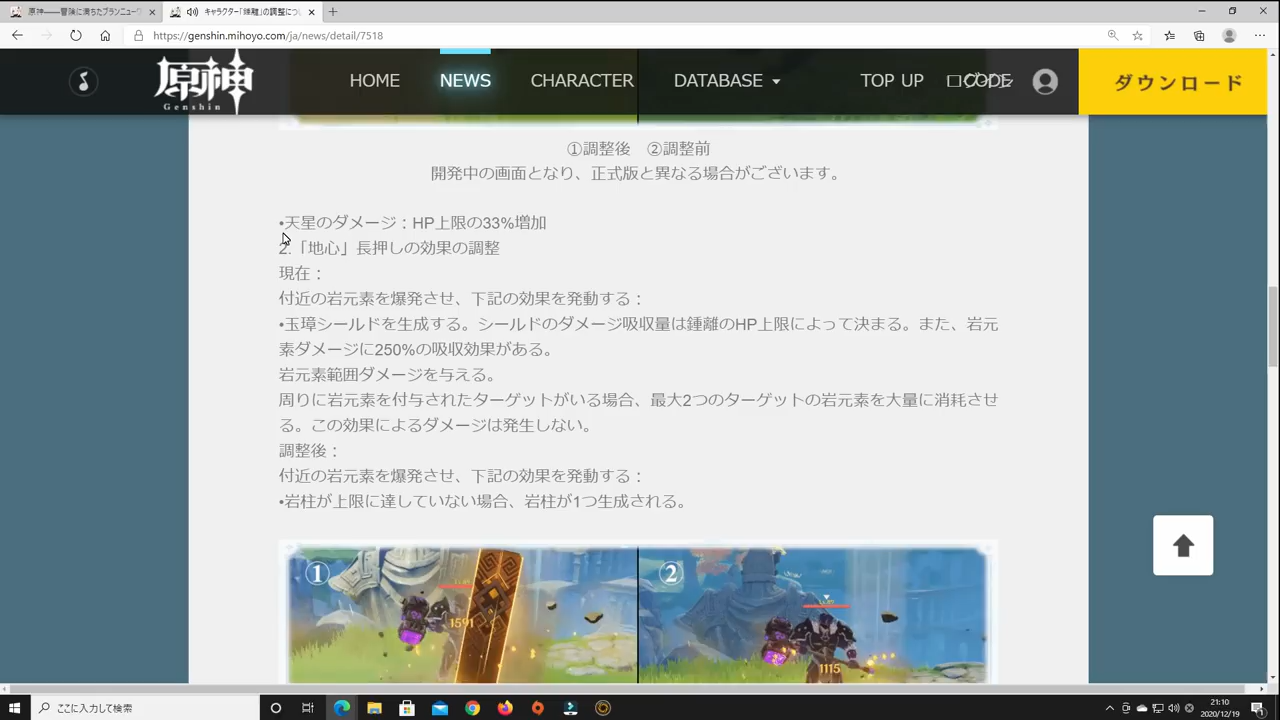 原神――冒険に満ちたブランニュー
キャラクター「鍾離」の調整につい
https://genshin.mihoyo.com/ja/news/detail/7518
原神
Genshin
HOME
NEWS
CHARACTER
DATABASE
TOP UP
CODE
ダウンロード
①調整後 ②調整前
開発中の画面となり、正式版と異なる場合がございます。
•天星のダメージ：HP上限の33%増加
2.「地心」長押しの効果の調整
現在：
付近の岩元素を爆発させ、下記の効果を発動する：
•玉璋シールドを生成する。シールドのダメージ吸収量は鍾離のHP上限によって決まる。また、岩元
素ダメージに250%の吸収効果がある。
岩元素範囲ダメージを与える。
周りに岩元素を付与されたターゲットがいる場合、最大2つのターゲットの岩元素を大量に消耗させ
る。この効果によるダメージは発生しない。
調整後：
付近の岩元素を爆発させ、下記の効果を発動する：
•岩柱が上限に達していない場合、岩柱が1つ生成される。
①
②
1591
1115
ここに入力して検索
21:10
2020/12/19